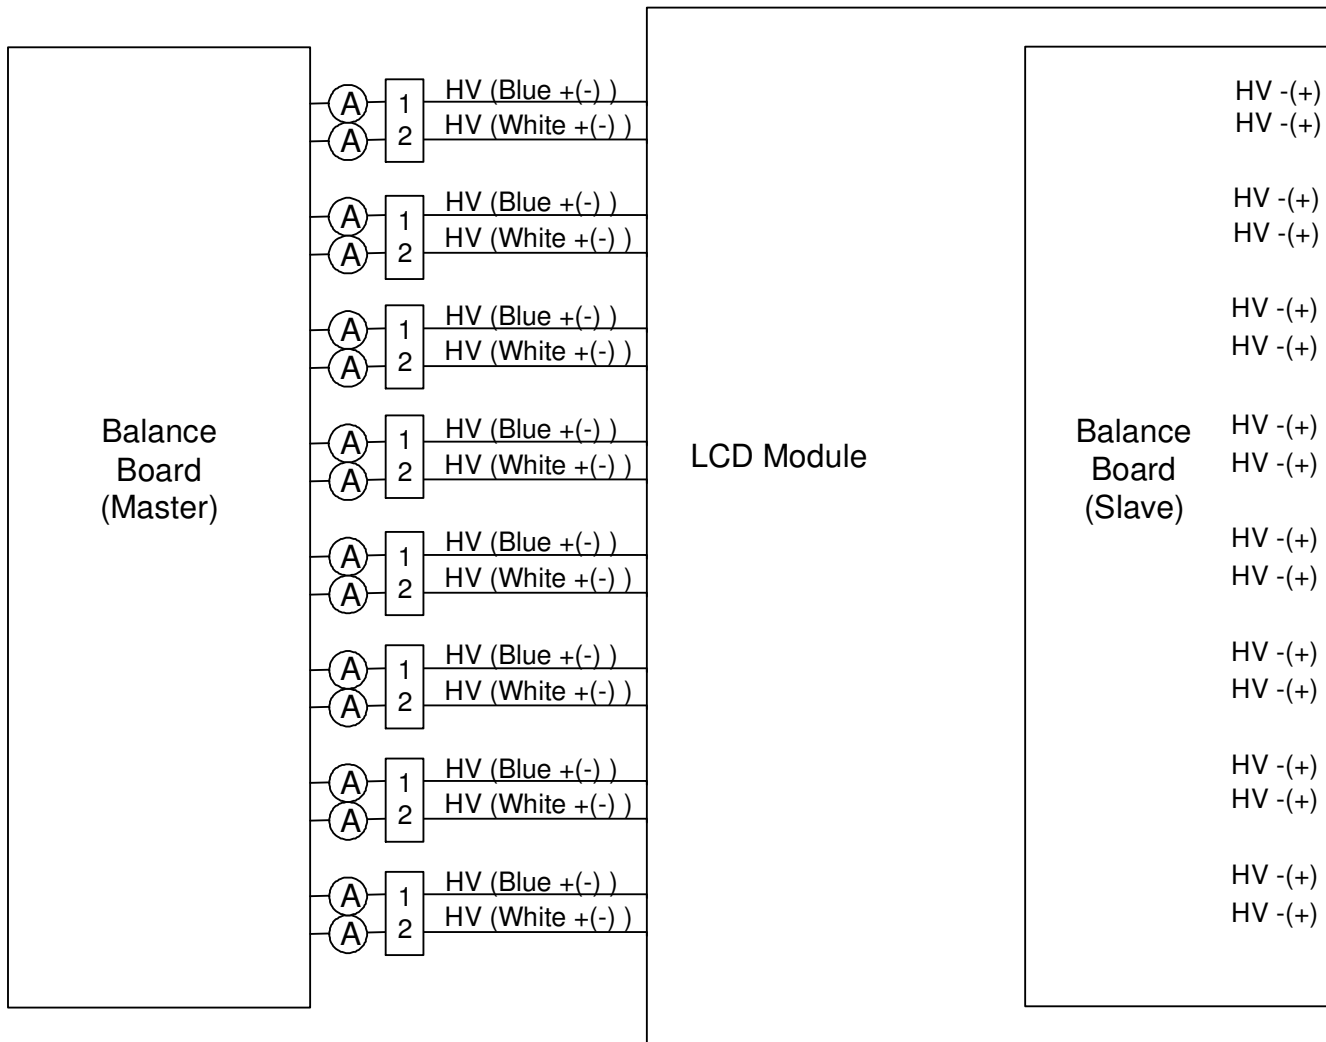 A 1 HV (Blue +(-) ) HV -(+)
A 2 HV (White +(-) ) HV -(+)
A 1 HV (Blue +(-) ) HV -(+)
A 2 HV (White +(-) ) HV -(+)
A 1 HV (Blue +(-) ) HV -(+)
A 2 HV (White +(-) ) HV -(+)
A 1 HV (Blue +(-) ) HV -(+)
A 2 HV (White +(-) ) HV -(+)
Balance
Board
(Master)
LCD Module
Balance
Board
(Slave)
A 1 HV (Blue +(-) ) HV -(+)
A 2 HV (White +(-) ) HV -(+)
A 1 HV (Blue +(-) ) HV -(+)
A 2 HV (White +(-) ) HV -(+)
A 1 HV (Blue +(-) ) HV -(+)
A 2 HV (White +(-) ) HV -(+)
A 1 HV (Blue +(-) ) HV -(+)
A 2 HV (White +(-) ) HV -(+)